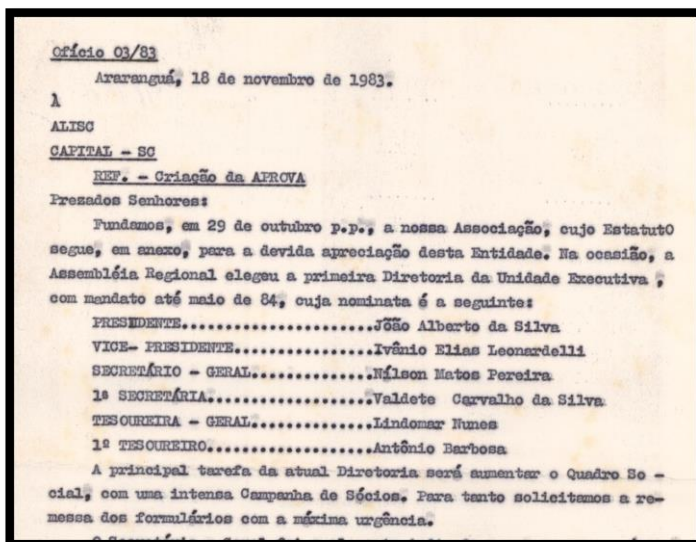 Ofício 03/83
Araranguá, 18 de novembro de 1983.
À
ALISC
CAPITAL - SC
REF. - Criação da APROVA
Prezados Senhores:
Fundamos, em 29 de outubro p.p., a nossa Associação, cujo EstatutO
segue, em anexo, para a devida apreciação desta Entidade. Na ocasião, a
Assembléia Regional elegeu a primeira Diretoria da Unidade Executiva ,
com mandato até maio de 84, cuja nominata é a seguinte:
PRESIDENTE.......................João Alberto da Silva
VICE- PRESIDENTE.................Ivânio Elias Leonardelli
SECRETÁRIO - GERAL...............Nílson Matos Pereira
1ª SECRETÁRIA....................Valdete Carvalho da Silva
TESOUREIRA - GERAL...............Lindomar Nunes
1º TESOUREIRO....................Antônio Barbosa
A principal tarefa da atual Diretoria será aumentar o Quadro So -
cial, com uma intensa Campanha de Sócios. Para tanto solicitamos a re-
messa dos formulários com a máxima urgência.